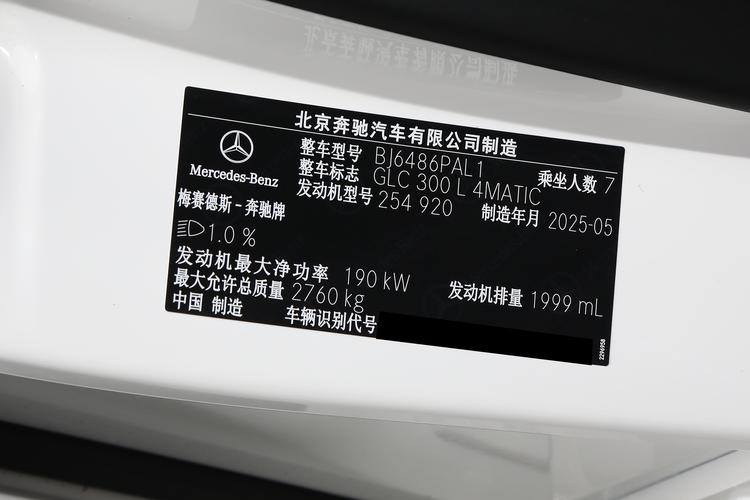 北京奔驰汽车有限公司制造
Mercedes-Benz
整车型号 BJ6486PAL1
整车标志 GLC 300 L 4MATIC 乘坐人数 7
发动机型号 254 920 制造年月 2025-05
梅赛德斯-奔驰牌
1.0 %
发动机最大净功率 190 kW 发动机排量 1999 mL
最大允许总质量 2760 kg
中国 制造 车辆识别代号
2296958